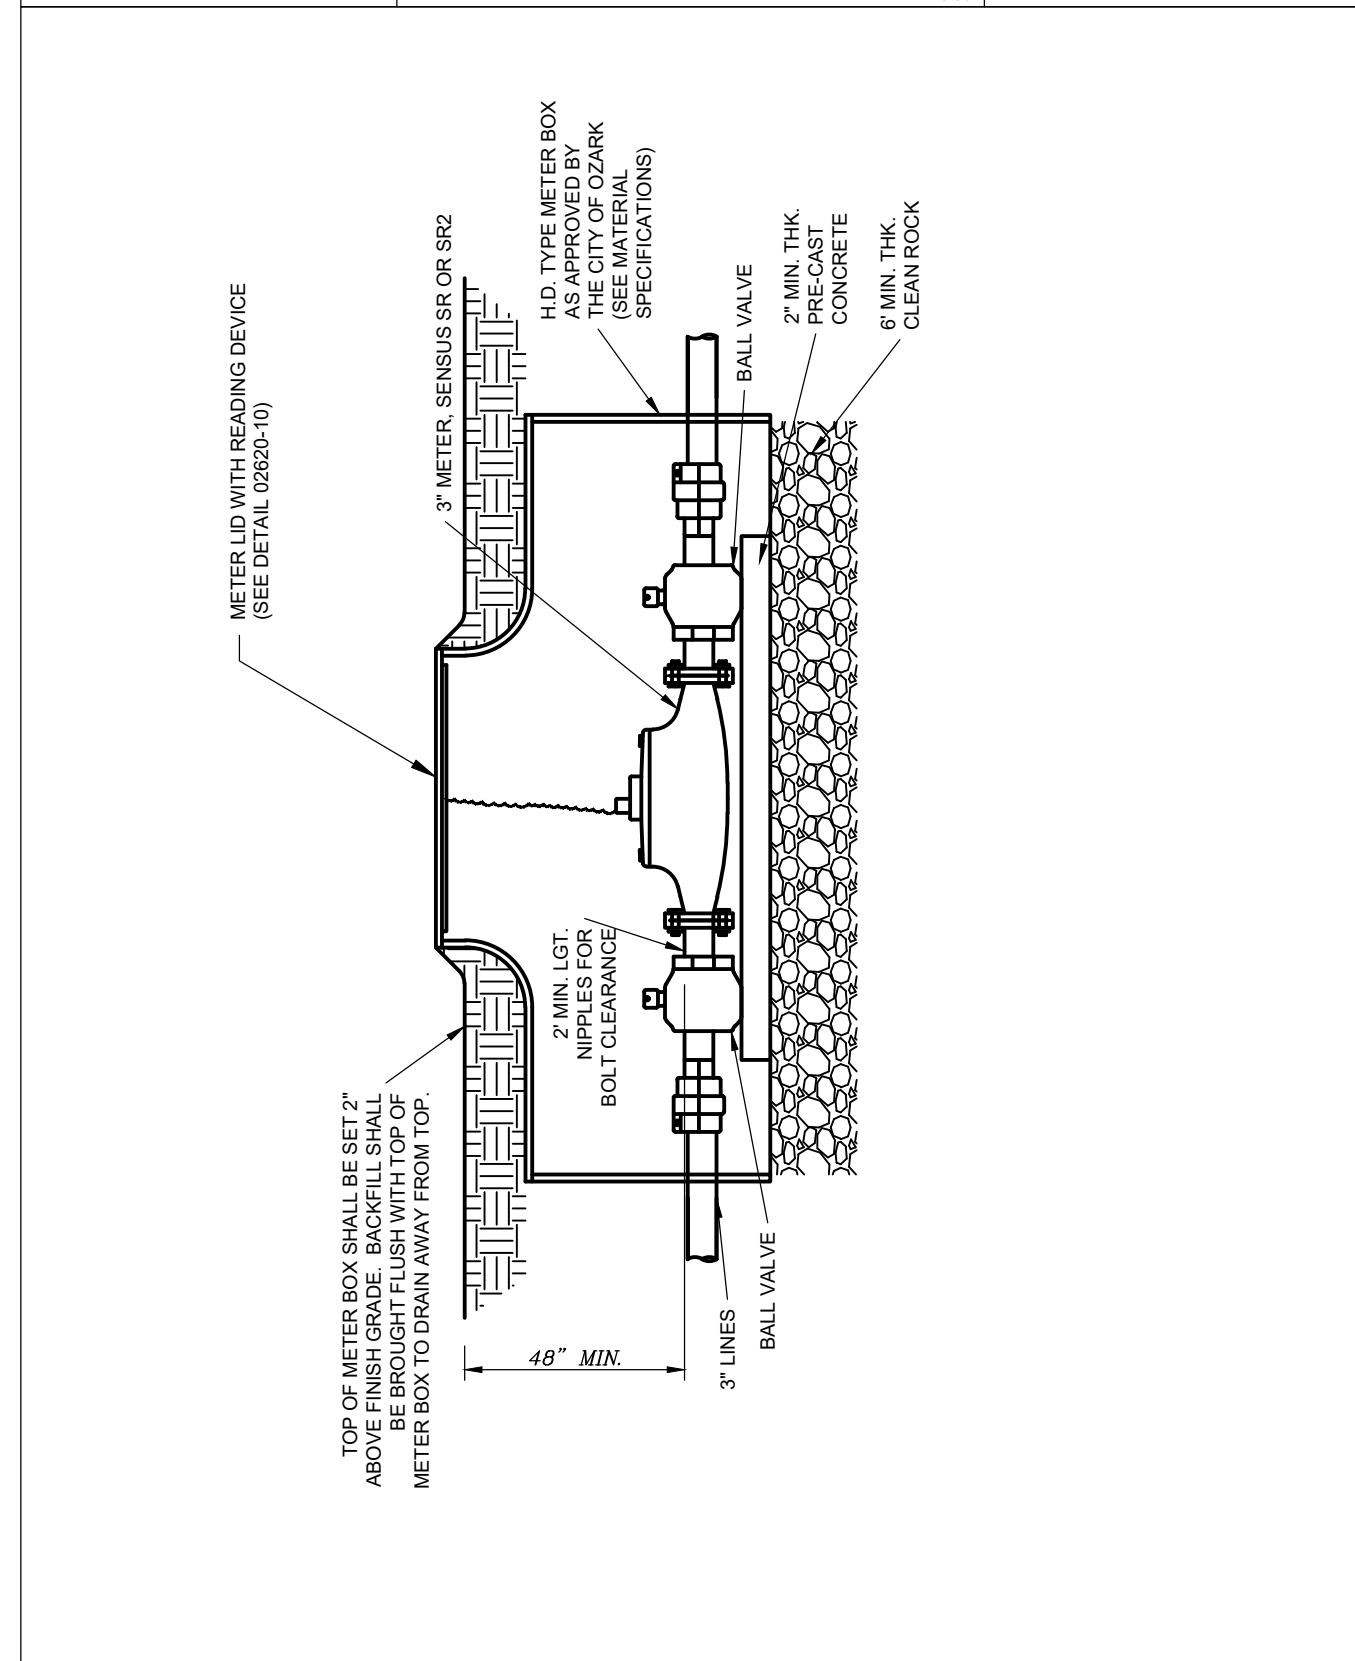 METER LID WITH READING DEVICE
(SEE DETAIL 02620-10)
TOP OF METER BOX SHALL BE SET 2"
ABOVE FINISH GRADE. BACKFILL SHALL
BE BROUGHT FLUSH WITH TOP OF
METER BOX TO DRAIN AWAY FROM TOP.
3" METER, SENSUS SR OR SR2
H.D. TYPE METER BOX
AS APPROVED BY
THE CITY OF OZARK
(SEE MATERIAL
SPECIFICATIONS)
48" MIN.
2' MIN. LGT.
NIPPLES FOR
BOLT CLEARANCE
3" LINES
BALL VALVE
BALL VALVE
2" MIN. THK.
PRE-CAST
CONCRETE
6' MIN. THK.
CLEAN ROCK